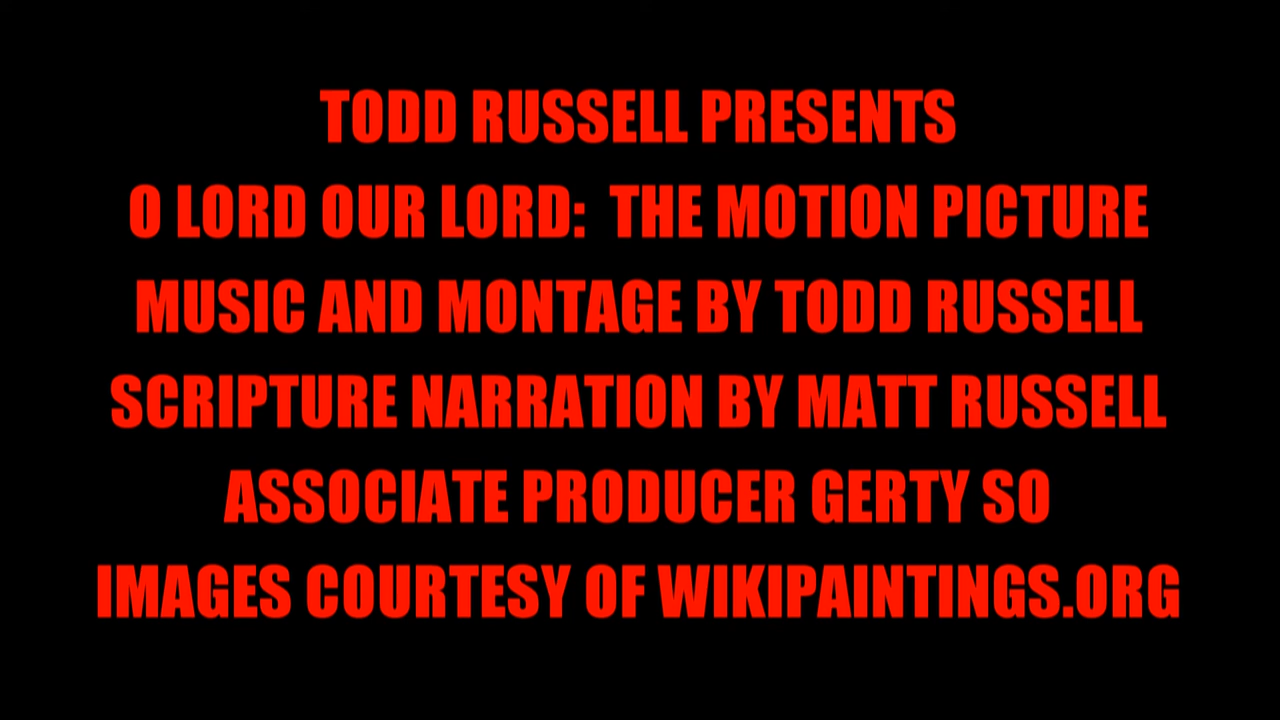 TODD RUSSELL PRESENTS
O LORD OUR LORD:  THE MOTION PICTURE
MUSIC AND MONTAGE BY TODD RUSSELL
SCRIPTURE NARRATION BY MATT RUSSELL
ASSOCIATE PRODUCER GERTY SO
IMAGES COURTESY OF WIKIPAINTINGS.ORG